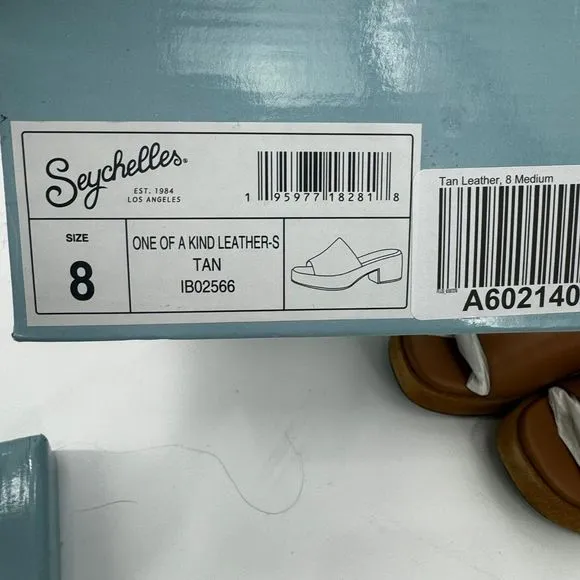 Seychelles
EST. 1984
LOS ANGELES
1 95977 18281 8
SIZE
8
ONE OF A KIND LEATHER-S
TAN
IB02566
Tan Leather, 8 Medium
A602140